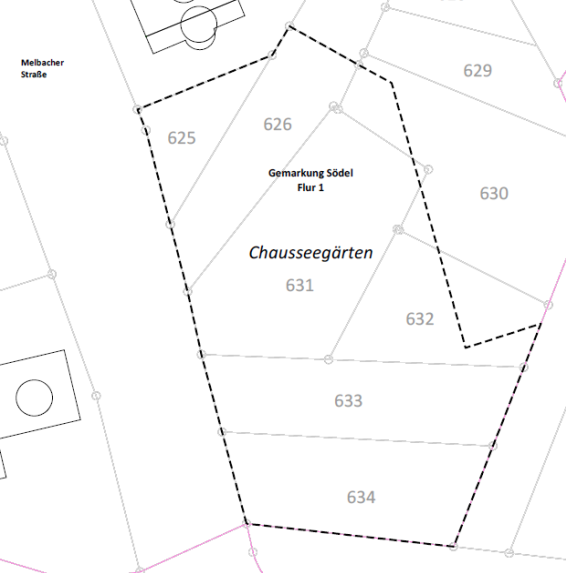 Melbacher
Straße
629
625
626
Gemarkung Södel
Flur 1
630
Chausseegärten
631
632
633
634